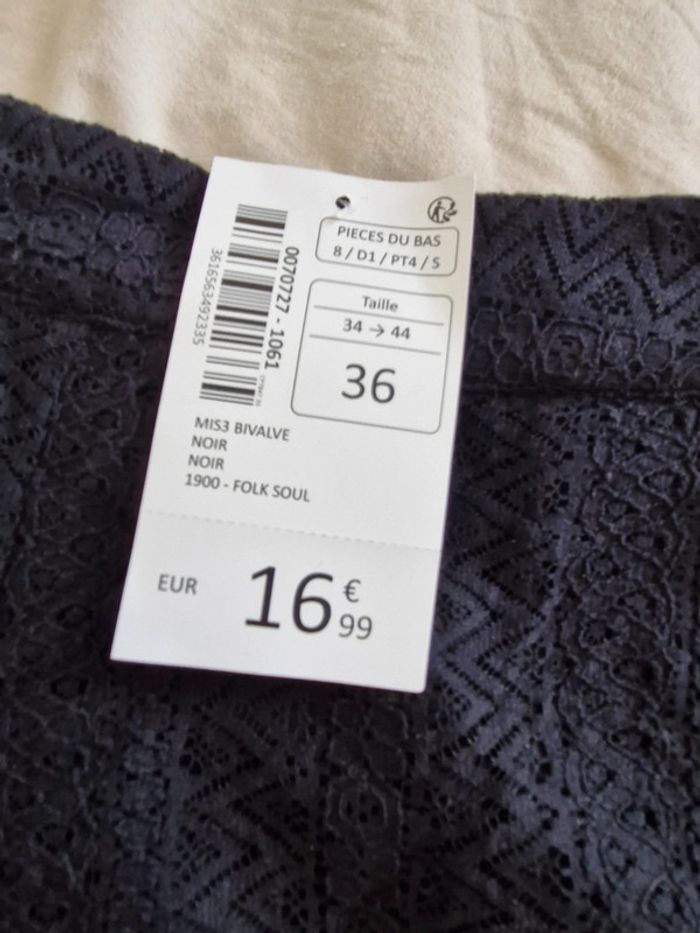 PIECES DU BAS
8 / D1 / PT4 / 5
Taille
34 → 44
36
0070727 - 1061
3616563492335
MIS3 BIVALVE
NOIR
NOIR
1900 - FOLK SOUL
EUR 16 € 99